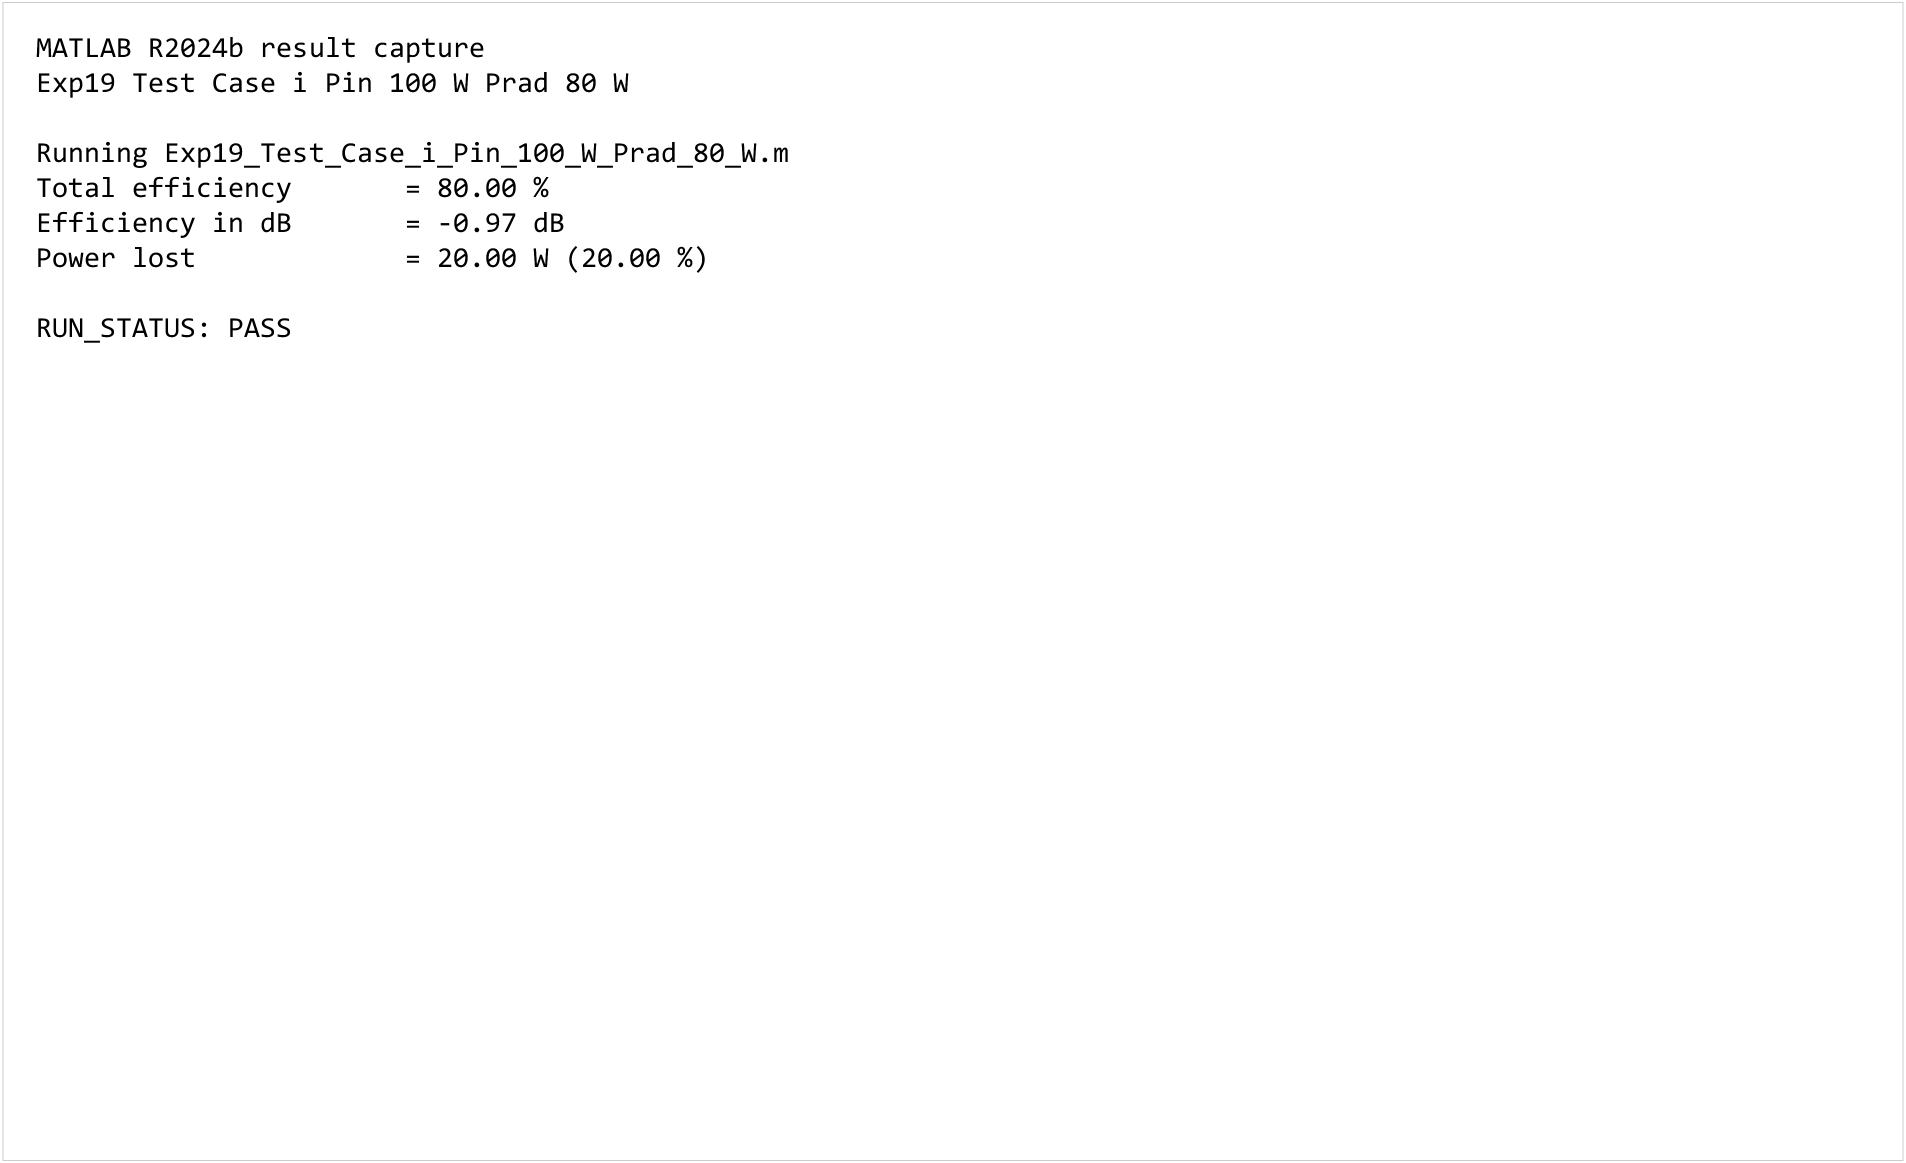 MATLAB R2024b result capture
Exp19 Test Case i Pin 100 W Prad 80 W
Running Exp19_Test_Case_i_Pin_100_W_Prad_80_W.m
Total efficiency       = 80.00 %
Efficiency in dB       = -0.97 dB
Power lost             = 20.00 W (20.00 %)
RUN_STATUS: PASS